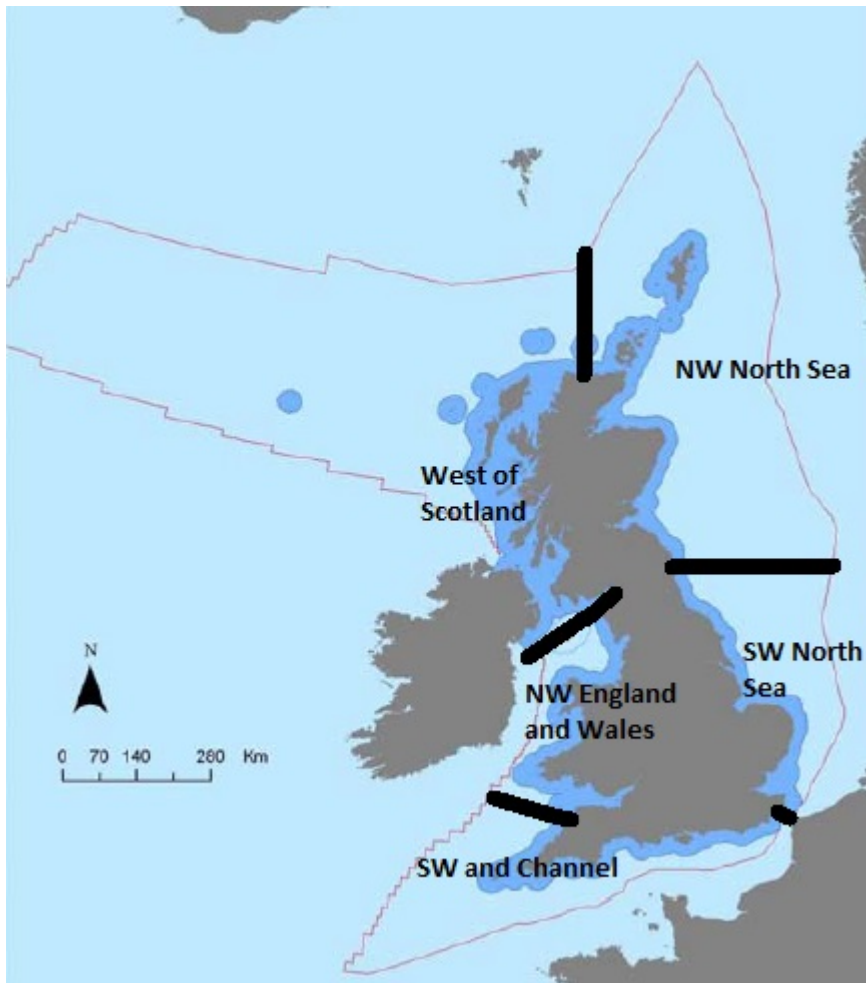 NW North Sea
West of
Scotland
SW North
Sea
N
NW England
and Wales
0 70 140 280 Km
SW and Channel